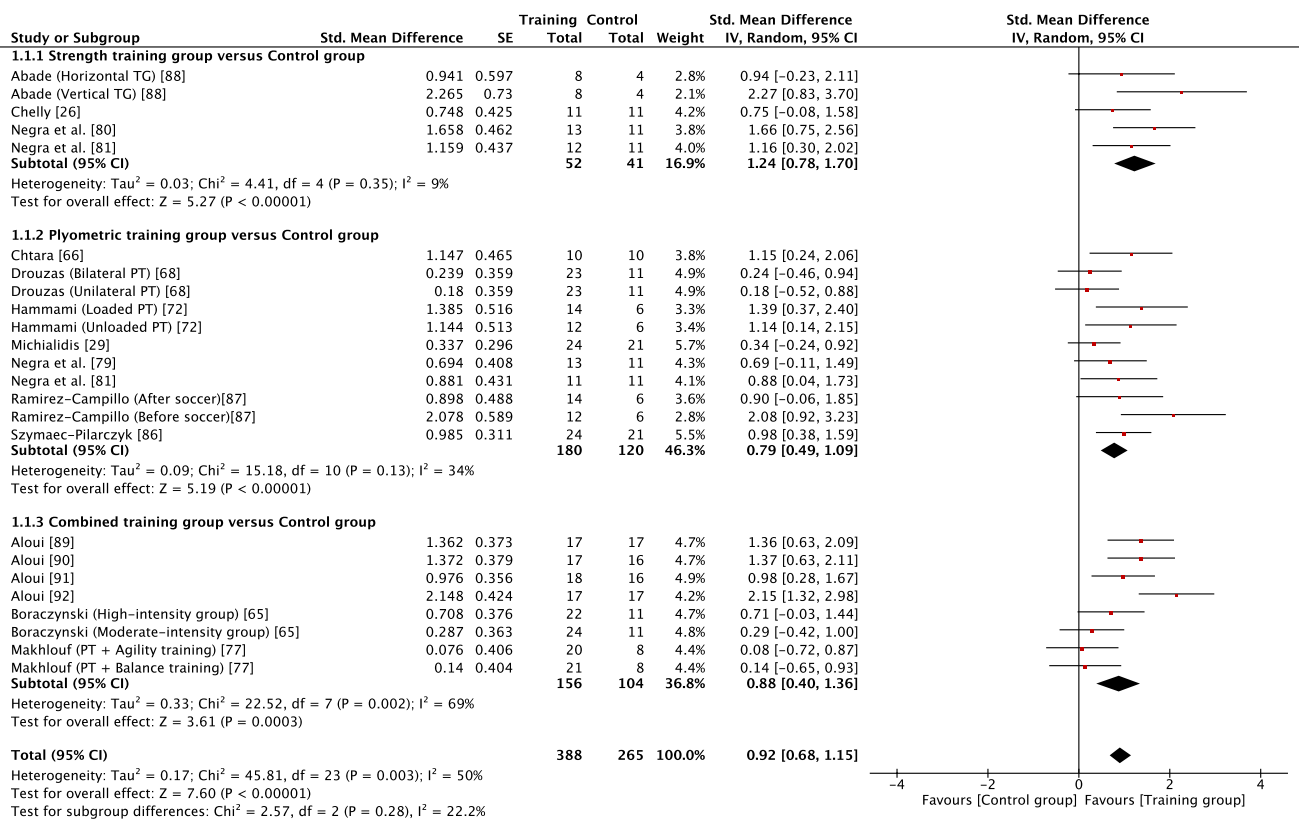 Training Control Std. Mean Difference Std. Mean Difference
Study or Subgroup Std. Mean Difference SE Total Total Weight IV, Random, 95% CI IV, Random, 95% CI
1.1.1 Strength training group versus Control group
Abade (Horizontal TG) [88] 0.941 0.597 8 4 2.8% 0.94 [−0.23, 2.11]
Abade (Vertical TG) [88] 2.265 0.73 8 4 2.1% 2.27 [0.83, 3.70]
Chelly [26] 0.748 0.425 11 11 4.2% 0.75 [−0.08, 1.58]
Negra et al. [80] 1.658 0.462 13 11 3.8% 1.66 [0.75, 2.56]
Negra et al. [81] 1.159 0.437 12 11 4.0% 1.16 [0.30, 2.02]
Subtotal (95% CI) 52 41 16.9% 1.24 [0.78, 1.70]
Heterogeneity: Tau² = 0.03; Chi² = 4.41, df = 4 (P = 0.35); I² = 9%
Test for overall effect: Z = 5.27 (P < 0.00001)
1.1.2 Plyometric training group versus Control group
Chtara [66] 1.147 0.465 10 10 3.8% 1.15 [0.24, 2.06]
Drouzas (Bilateral PT) [68] 0.239 0.359 23 11 4.9% 0.24 [−0.46, 0.94]
Drouzas (Unilateral PT) [68] 0.18 0.359 23 11 4.9% 0.18 [−0.52, 0.88]
Hammami (Loaded PT) [72] 1.385 0.516 14 6 3.3% 1.39 [0.37, 2.40]
Hammami (Unloaded PT) [72] 1.144 0.513 12 6 3.4% 1.14 [0.14, 2.15]
Michialidis [29] 0.337 0.296 24 21 5.7% 0.34 [−0.24, 0.92]
Negra et al. [79] 0.694 0.408 13 11 4.3% 0.69 [−0.11, 1.49]
Negra et al. [81] 0.881 0.431 11 11 4.1% 0.88 [0.04, 1.73]
Ramirez-Campillo (After soccer)[87] 0.898 0.488 14 6 3.6% 0.90 [−0.06, 1.85]
Ramirez-Campillo (Before soccer)[87] 2.078 0.589 12 6 2.8% 2.08 [0.92, 3.23]
Szymaec-Pilarczyk [86] 0.985 0.311 24 21 5.5% 0.98 [0.38, 1.59]
Subtotal (95% CI) 180 120 46.3% 0.79 [0.49, 1.09]
Heterogeneity: Tau² = 0.09; Chi² = 15.18, df = 10 (P = 0.13); I² = 34%
Test for overall effect: Z = 5.19 (P < 0.00001)
1.1.3 Combined training group versus Control group
Aloui [89] 1.362 0.373 17 17 4.7% 1.36 [0.63, 2.09]
Aloui [90] 1.372 0.379 17 16 4.7% 1.37 [0.63, 2.11]
Aloui [91] 0.976 0.356 18 16 4.9% 0.98 [0.28, 1.67]
Aloui [92] 2.148 0.424 17 17 4.2% 2.15 [1.32, 2.98]
Boraczynski (High-intensity group) [65] 0.708 0.376 22 11 4.7% 0.71 [−0.03, 1.44]
Boraczynski (Moderate-intensity group) [65] 0.287 0.363 24 11 4.8% 0.29 [−0.42, 1.00]
Makhlouf (PT + Agility training) [77] 0.076 0.406 20 8 4.4% 0.08 [−0.72, 0.87]
Makhlouf (PT + Balance training) [77] 0.14 0.404 21 8 4.4% 0.14 [−0.65, 0.93]
Subtotal (95% CI) 156 104 36.8% 0.88 [0.40, 1.36]
Heterogeneity: Tau² = 0.33; Chi² = 22.52, df = 7 (P = 0.002); I² = 69%
Test for overall effect: Z = 3.61 (P = 0.0003)
Total (95% CI) 388 265 100.0% 0.92 [0.68, 1.15]
Heterogeneity: Tau² = 0.17; Chi² = 45.81, df = 23 (P = 0.003); I² = 50%
Test for overall effect: Z = 7.60 (P < 0.00001)
Test for subgroup differences: Chi² = 2.57, df = 2 (P = 0.28), I² = 22.2%
−4 −2 0 2 4
Favours [Control group] Favours [Training group]